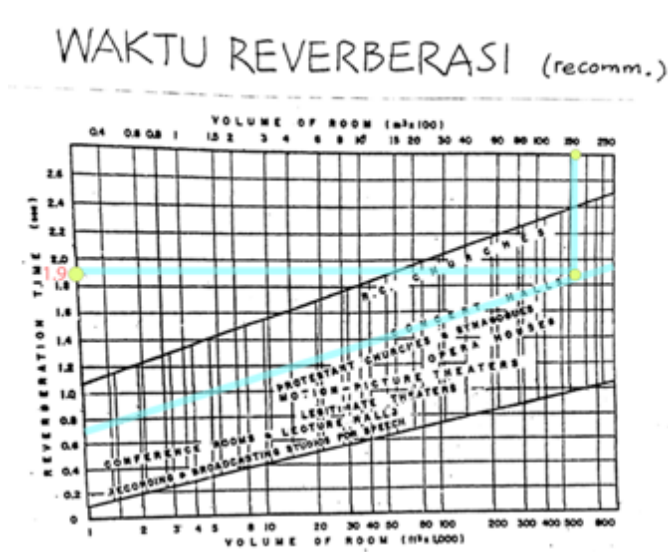 WAKTU REVERBERASI (recomm.)
VOLUME OF ROOM (m³x100)
0.4 0.6 0.8 1 1.5 2 3 4 6 8 10 15 20 30 40 80 100 150 250
REVERBERATION TIME (sec)
2.6
2.4
2.2
2.0
1.9
1.8
1.6
1.4
1.2
1.0
0.8
0.6
0.4
0.2
0
R.C. CHURCHES
CONCERT HALLS
PROTESTANT CHURCHES & SYNAGOGUES
OPERA HOUSES
MOTION-PICTURE THEATERS
LEGITIMATE THEATERS
CONFERENCE ROOMS & LECTURE HALLS
RECORDING & BROADCASTING STUDIOS FOR SPEECH
1 2 3 4 5 8 10 20 30 40 50 80 100 200 300 400 500 800
VOLUME OF ROOM (ft³x1,000)